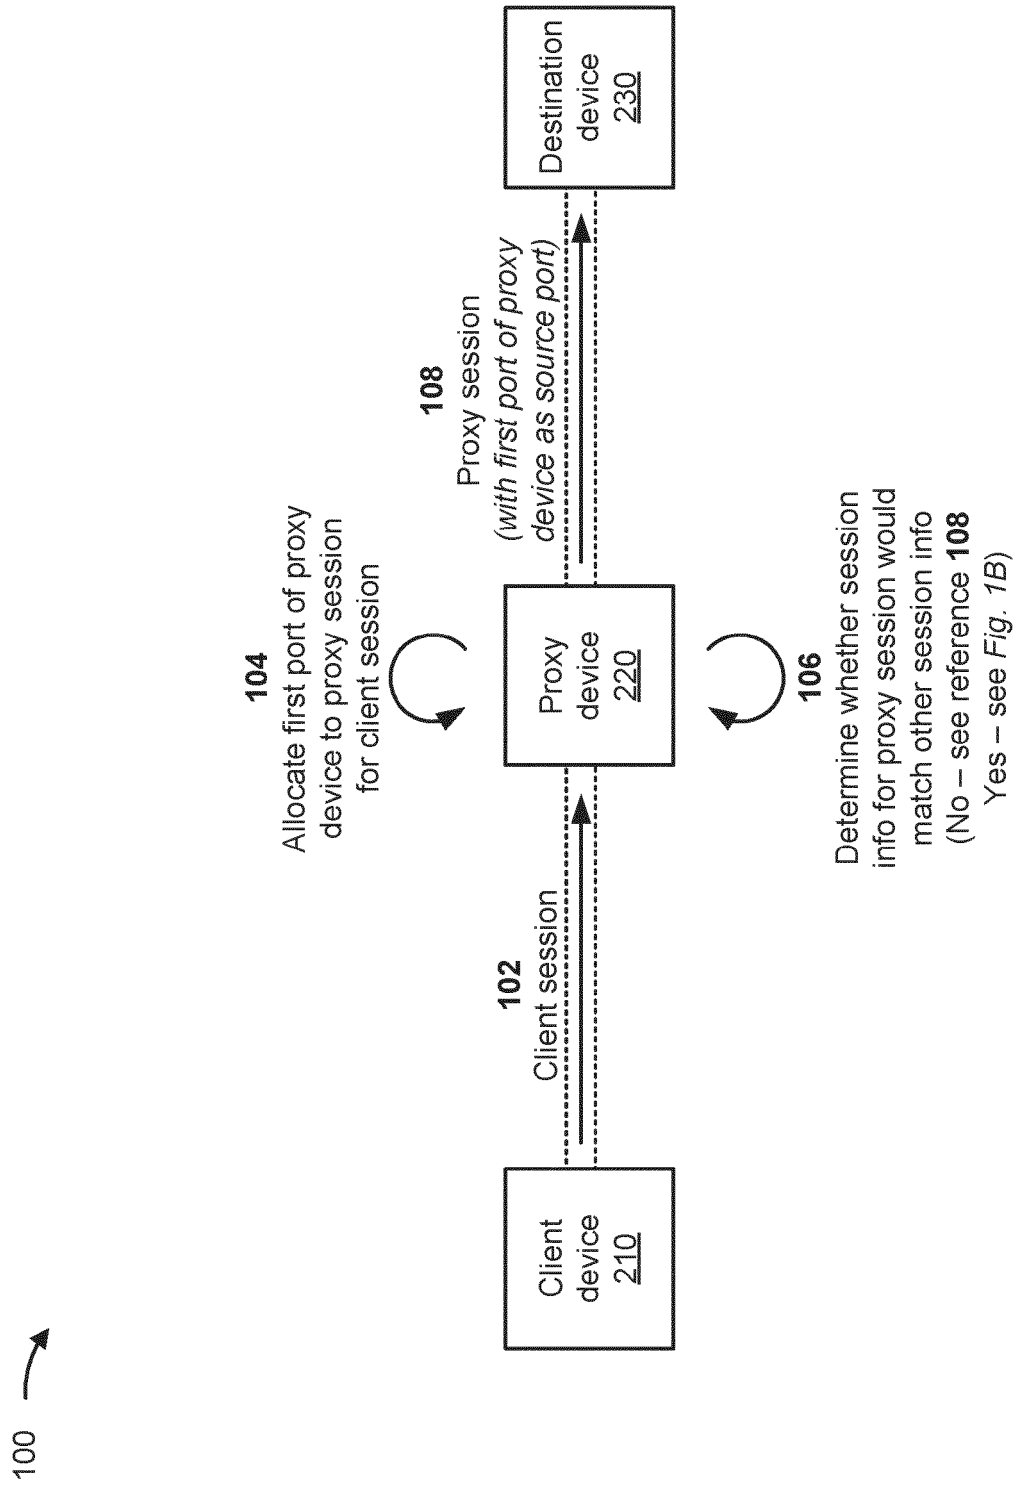 100
104
Allocate first port of proxy
device to proxy session
for client session
108
Proxy session
(with first port of proxy
device as source port)
102
Client session
Client
device
210
Proxy
device
220
Destination
device
230
106
Determine whether session
info for proxy session would
match other session info
(No – see reference 108
Yes – see Fig. 1B)